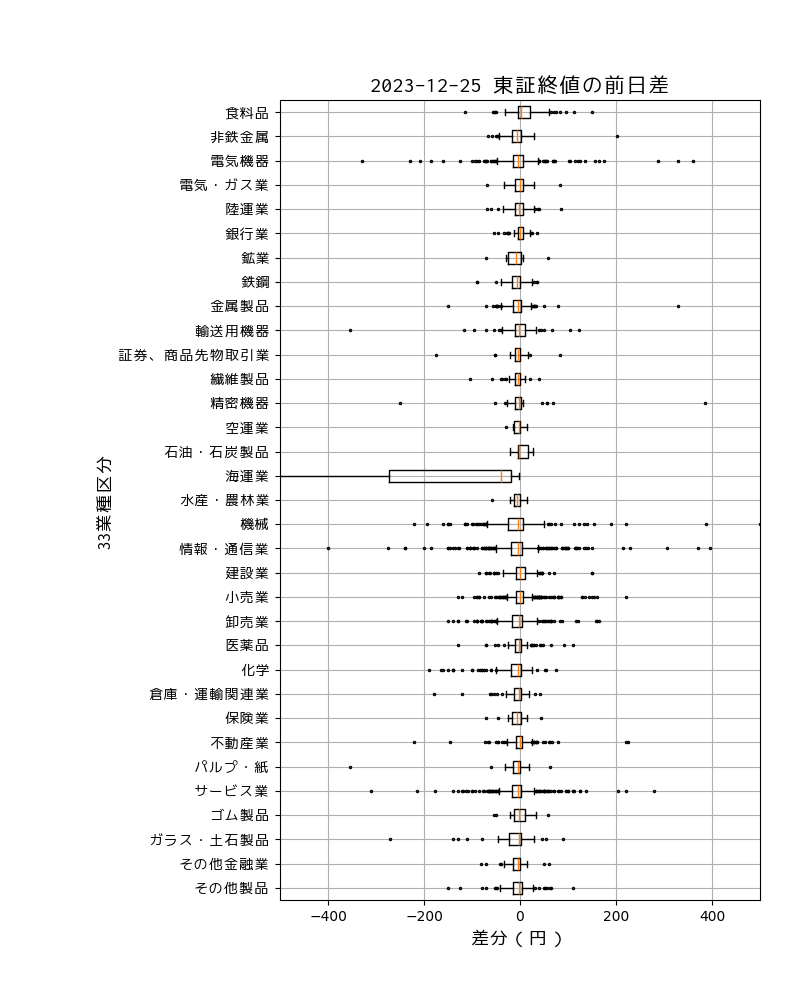 2023-12-25 東証終値の前日差
食料品
非鉄金属
電気機器
電気・ガス業
陸運業
銀行業
鉱業
鉄鋼
金属製品
輸送用機器
証券、商品先物取引業
繊維製品
精密機器
空運業
石油・石炭製品
海運業
水産・農林業
機械
情報・通信業
建設業
小売業
卸売業
医薬品
化学
倉庫・運輸関連業
保険業
不動産業
パルプ・紙
サービス業
ゴム製品
ガラス・土石製品
その他金融業
その他製品
33業種区分
−400 −200 0 200 400
差分(円)